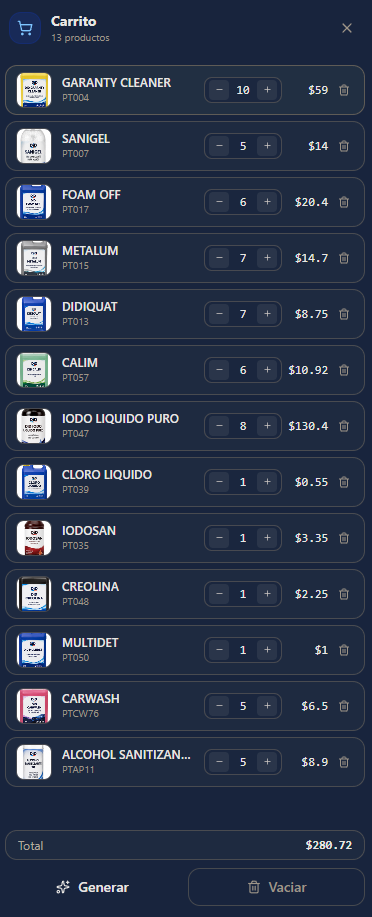 Carrito
13 productos
GARANTY CLEANER
PT004
− 10 + $59
SANIGEL
PT007
− 5 + $14
FOAM OFF
PT017
− 6 + $20.4
METALUM
PT015
− 7 + $14.7
DIDIQUAT
PT013
− 7 + $8.75
CALIM
PT057
− 6 + $10.92
IODO LIQUIDO PURO
PT047
− 8 + $130.4
CLORO LIQUIDO
PT039
− 1 + $0.55
IODOSAN
PT035
− 1 + $3.35
CREOLINA
PT048
− 1 + $2.25
MULTIDET
PT050
− 1 + $1
CARWASH
PTCW76
− 5 + $6.5
ALCOHOL SANITIZAN...
PTAP11
− 5 + $8.9
Total $280.72
Generar Vaciar